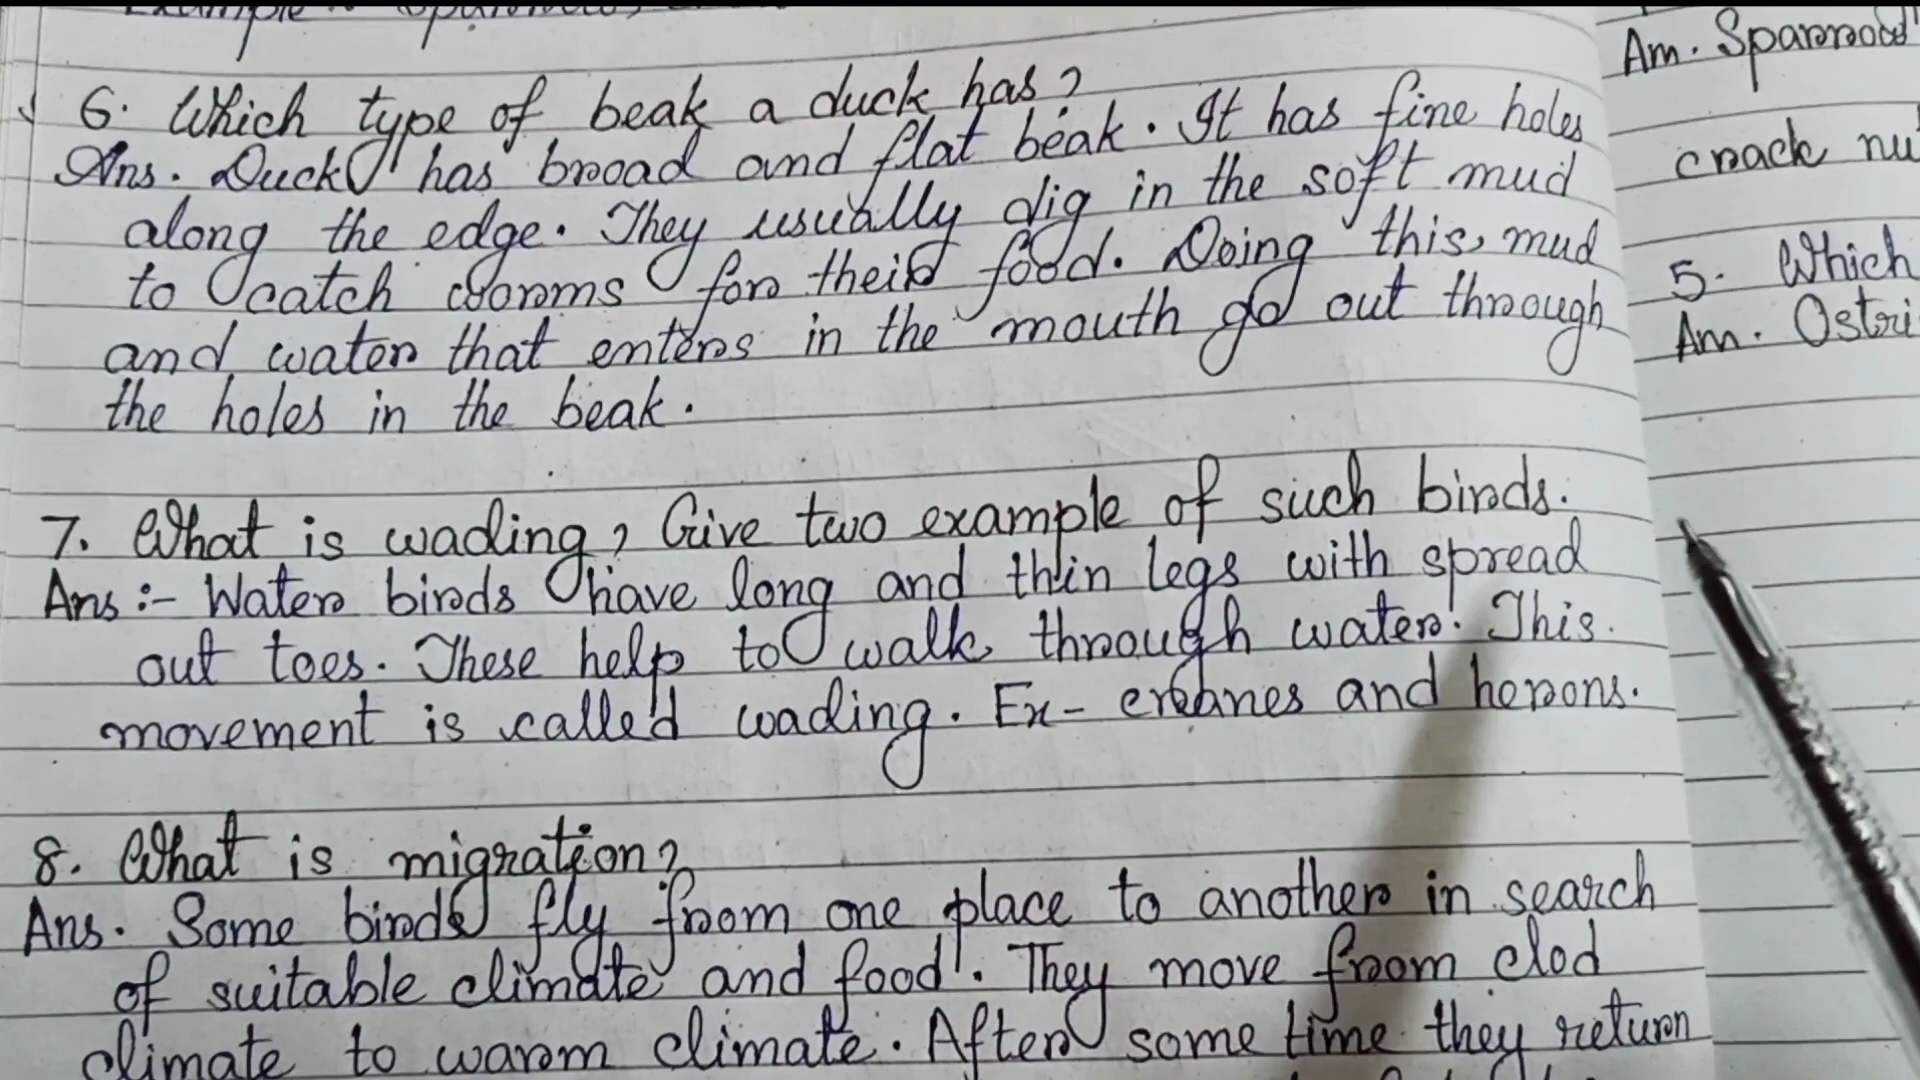 Example :- Sparrows,
6. Which type of beak a duck has?
Ans. Duck has broad and flat beak. It has fine holes
along the edge. They usually dig in the soft mud
to catch worms for their food. Doing this, mud
and water that enters in the mouth go out through
the holes in the beak.
7. What is wading? Give two example of such birds.
Ans :- Water birds have long and thin legs with spread
out toes. These help to walk through water. This
movement is called wading. Ex- creanes and herons.
8. What is migration?
Ans. Some birds fly from one place to another in search
of suitable climate and food. They move from clod
climate to warm climate. After some time they return
Am. Sparrow
crack nu
5. Which
Am. Ostri